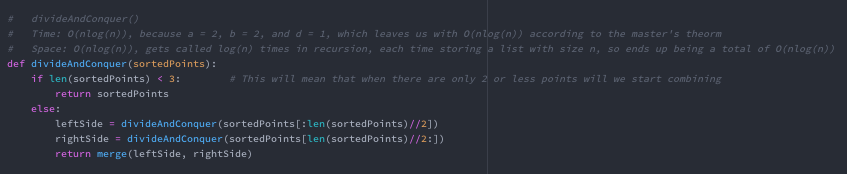 #   divideAndConquer()
#   Time: O(nlog(n)), because a = 2, b = 2, and d = 1, which leaves us with O(nlog(n)) according to the master's theorm
#   Space: O(nlog(n)), gets called log(n) times in recursion, each time storing a list with size n, so ends up being a total of O(nlog(n))
def divideAndConquer(sortedPoints):
    if len(sortedPoints) < 3:        # This will mean that when there are only 2 or less points will we start combining
        return sortedPoints
    else:
        leftSide = divideAndConquer(sortedPoints[:len(sortedPoints)//2])
        rightSide = divideAndConquer(sortedPoints[len(sortedPoints)//2:])
        return merge(leftSide, rightSide)